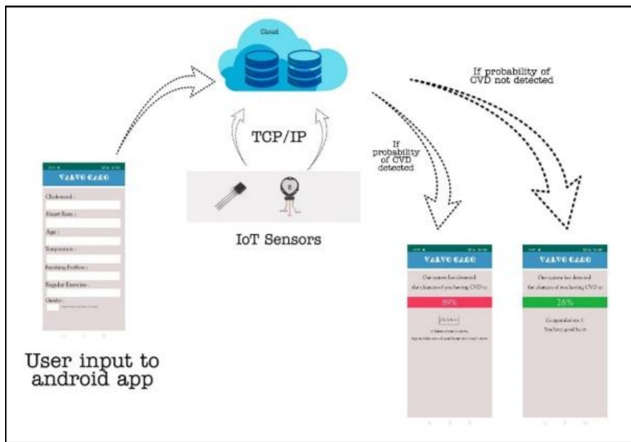 Cloud
If probability of
CVD not detected
TCP/IP
If
probability
of CVD
detected
IoT Sensors
VALVO CARE
Cholesterol :
Heart Rate :
Age :
Temperature :
Smoking Problem :
Regular Exercise :
Gender :
User input to
android app
VALVO CARE
Our system has detected
the chances of you having CVD is:
89%
VALVO CARE
Our system has detected
the chances of you having CVD is:
26%
Congratulations !!
You have good heart